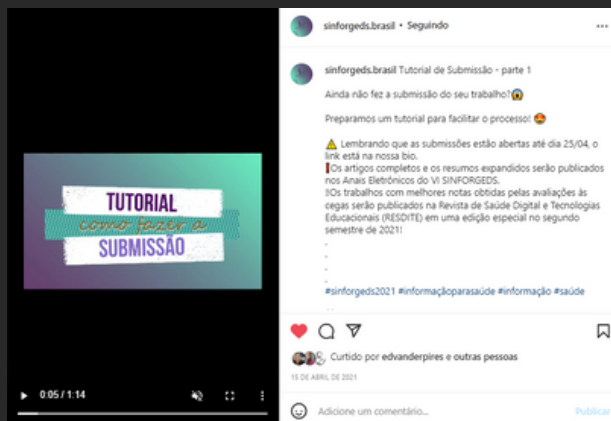 TUTORIAL
como fazer a
SUBMISSÃO
0:05 / 1:14
sinforgeds.brasil • Seguindo
sinforgeds.brasil Tutorial de Submissão - parte 1
Ainda não fez a submissão do seu trabalho?😱
Preparamos um tutorial para facilitar o processo! 🤩
⚠️ Lembrando que as submissões estão abertas até dia 25/04, o
link está na nossa bio.
❗Os artigos completos e os resumos expandidos serão publicados
nos Anais Eletrônicos do VI SINFORGEDS.
‼Os trabalhos com melhores notas obtidas pelas avaliações às
cegas serão publicados na Revista de Saúde Digital e Tecnologias
Educacionais (RESDITE) em uma edição especial no segundo
semestre de 2021!
.
.
.
.
#sinforgeds2021 #informaçãoparasaúde #informação #saúde
Curtido por edvanderpires e outras pessoas
15 DE ABRIL DE 2021
Adicione um comentário...
Publicar